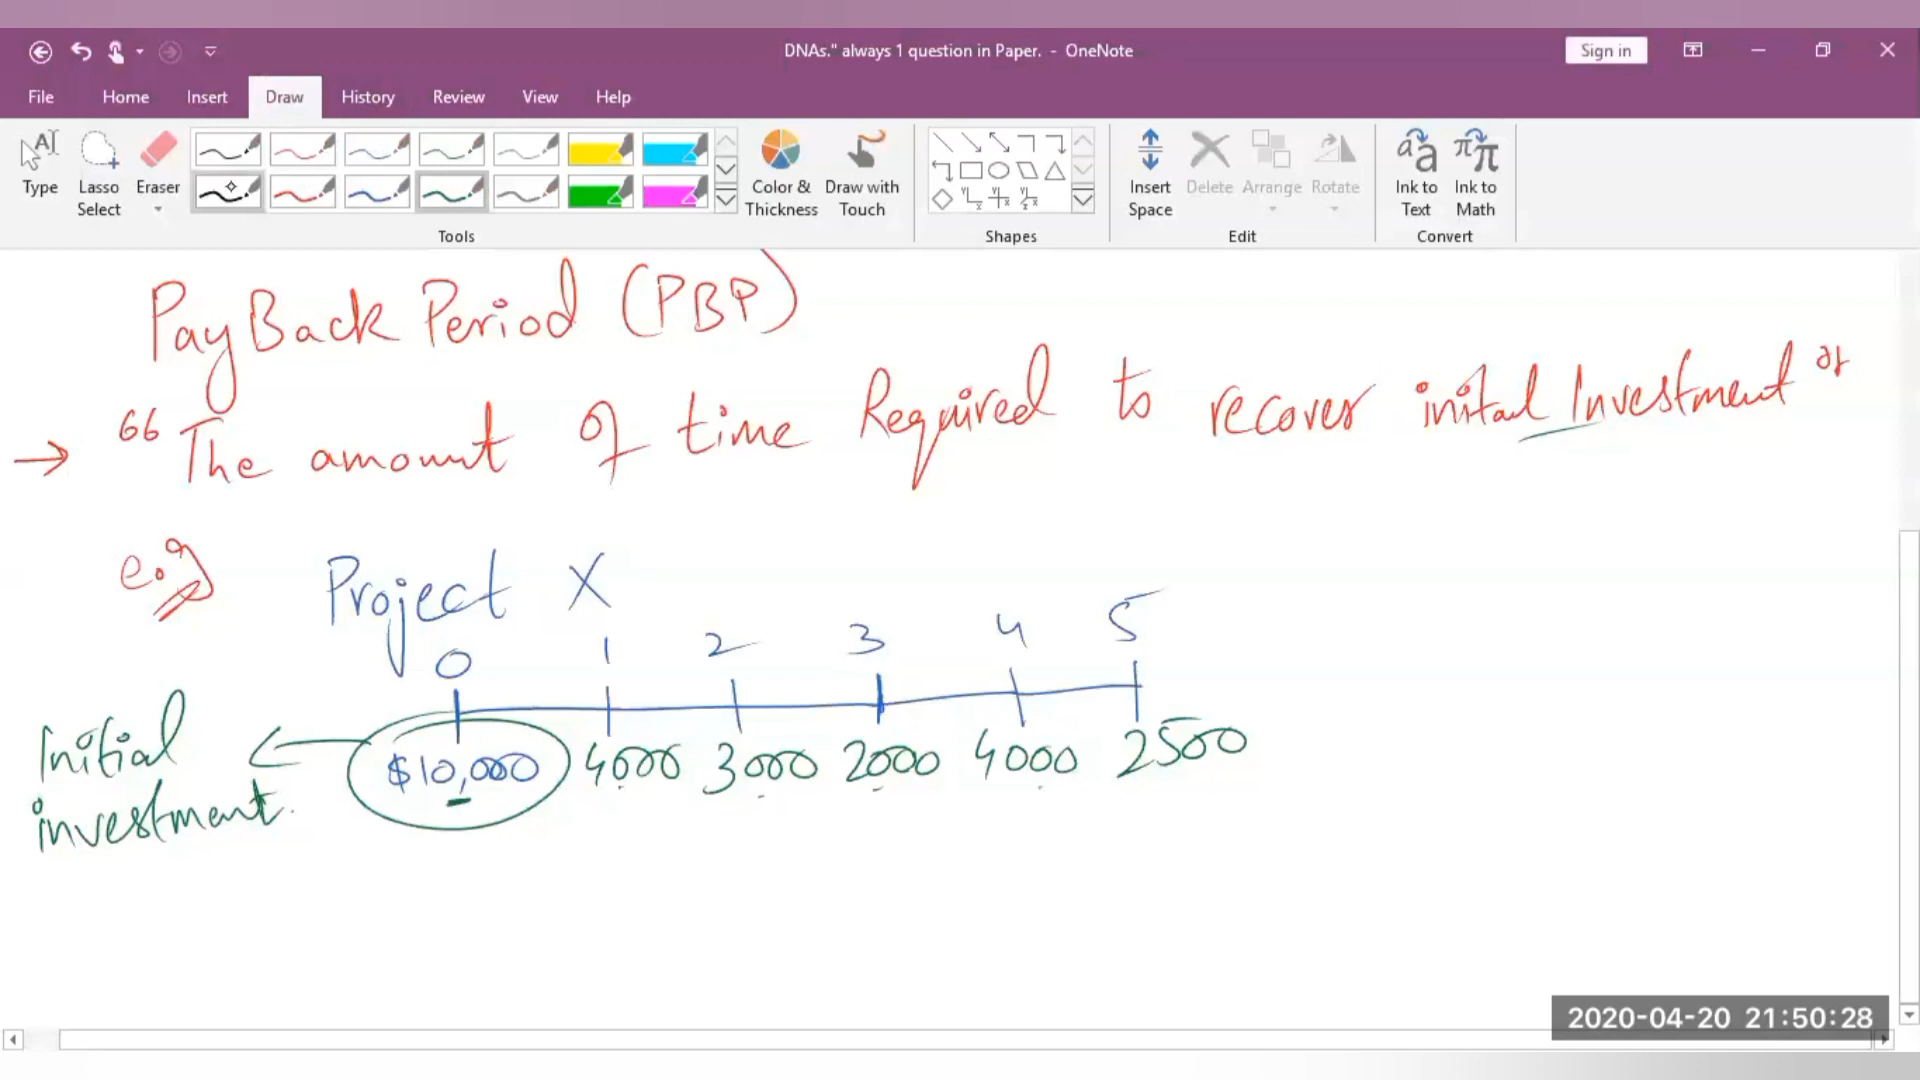 DNAs." always 1 question in Paper. - OneNote
Sign in
File Home Insert Draw History Review View Help
Type
Lasso Select
Eraser
Color & Thickness
Draw with Touch
Insert Space
Delete
Arrange
Rotate
Ink to Text
Ink to Math
Tools Shapes Edit Convert
PayBack Period (PBP)
→ “The amount of time Required to recover initial Investment of
e.g Project X
0 1 2 3 4 5
Initial investment.
$10,000 4000 3000 2000 4000 2500
2020-04-20 21:50:28